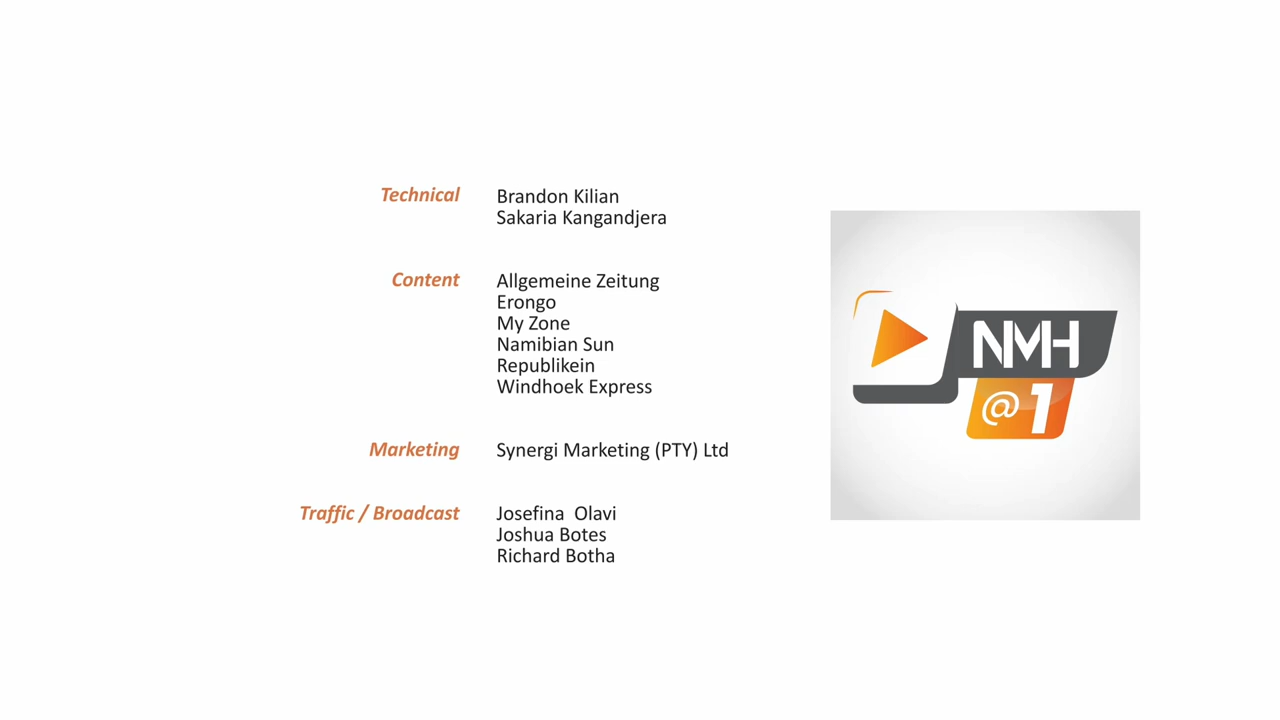 Technical Brandon Kilian
Sakaria Kangandjera
Content Allgemeine Zeitung
Erongo
My Zone
Namibian Sun
Republikein
Windhoek Express
Marketing Synergi Marketing (PTY) Ltd
Traffic / Broadcast Josefina  Olavi
Joshua Botes
Richard Botha
NMH
@1